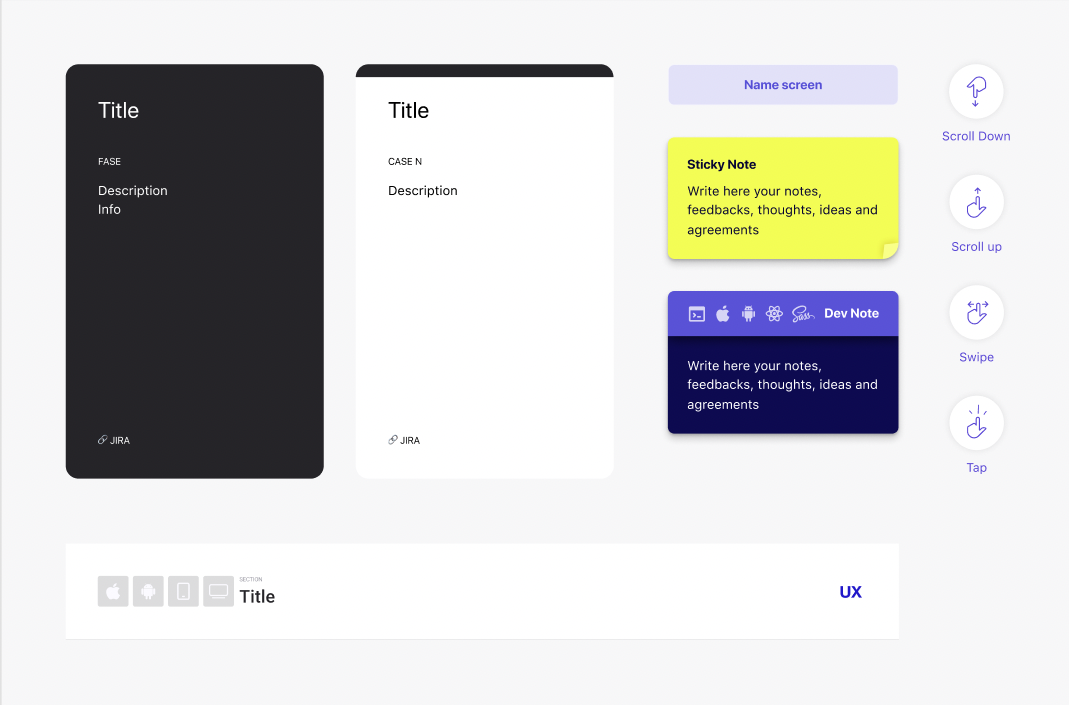 Title
FASE
Description
Info
JIRA
Title
CASE N
Description
JIRA
Name screen
Sticky Note
Write here your notes,
feedbacks, thoughts, ideas and
agreements
Sass Dev Note
Write here your notes,
feedbacks, thoughts, ideas and
agreements
Scroll Down
Scroll up
Swipe
Tap
SECTION
Title
UX